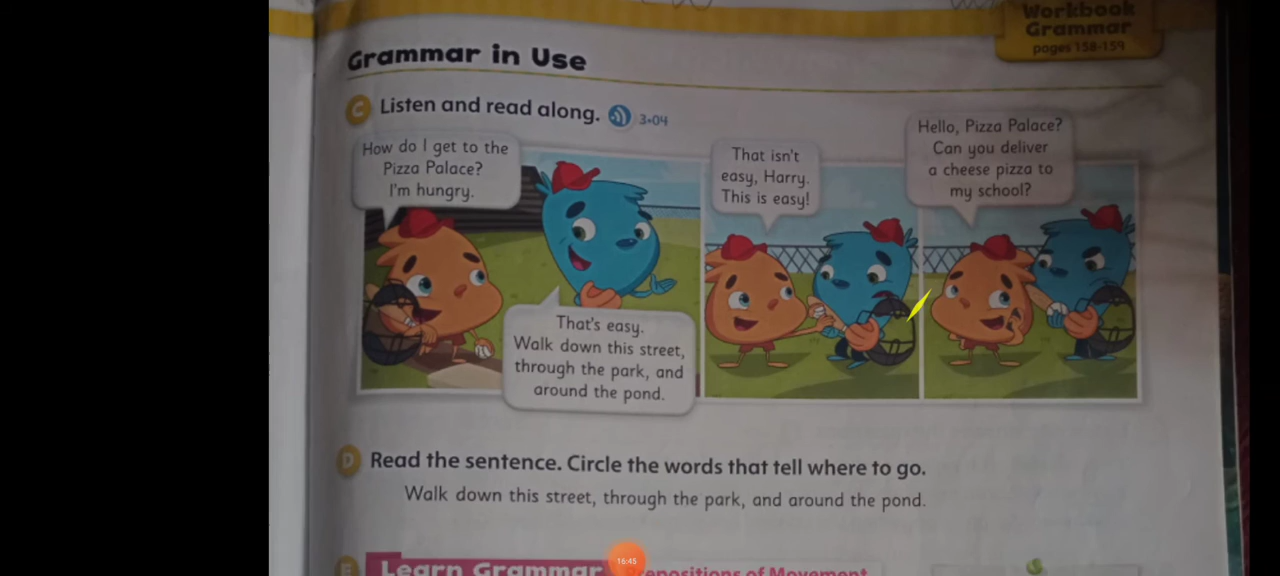 Workbook
Grammar
pages 158-159
Grammar in Use
C Listen and read along. 3·04
How do I get to the
Pizza Palace?
I'm hungry.
That's easy.
Walk down this street,
through the park, and
around the pond.
That isn't
easy, Harry.
This is easy!
Hello, Pizza Palace?
Can you deliver
a cheese pizza to
my school?
D Read the sentence. Circle the words that tell where to go.
Walk down this street, through the park, and around the pond.
E Learn Grammar Prepositions of Movement
16:45